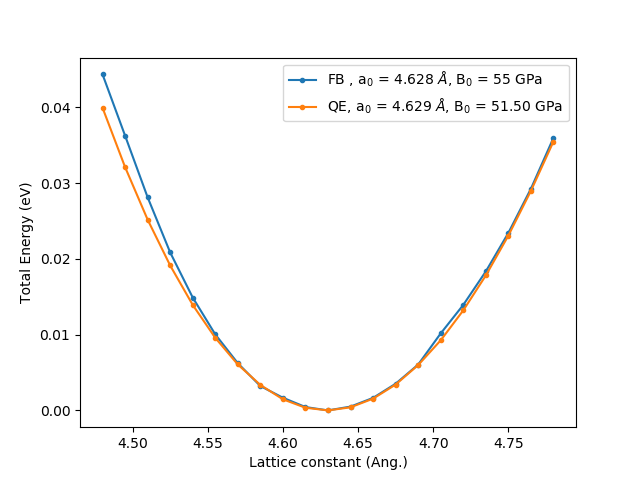 FB , a₀ = 4.628 Å, B₀ = 55 GPa
QE, a₀ = 4.629 Å, B₀ = 51.50 GPa
0.04
0.03
0.02
0.01
0.00
Total Energy (eV)
4.50 4.55 4.60 4.65 4.70 4.75
Lattice constant (Ang.)